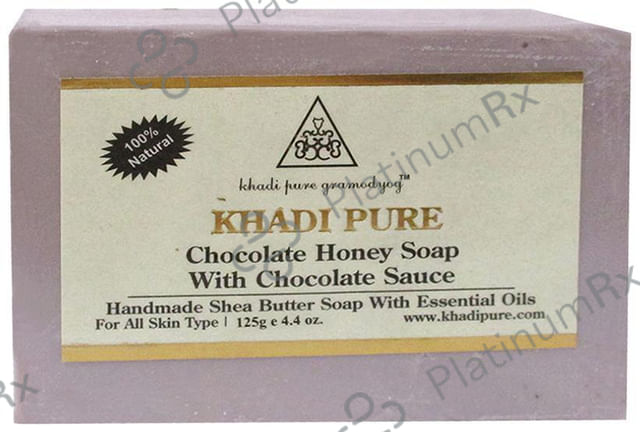 100%
Natural
khadi pure gramodyog™
KHADI PURE
Chocolate Honey Soap
With Chocolate Sauce
Handmade Shea Butter Soap With Essential Oils
For All Skin Type | 125g e 4.4 oz.
www.khadipure.com
PlatinumRx
PlatinumRx
PlatinumRx